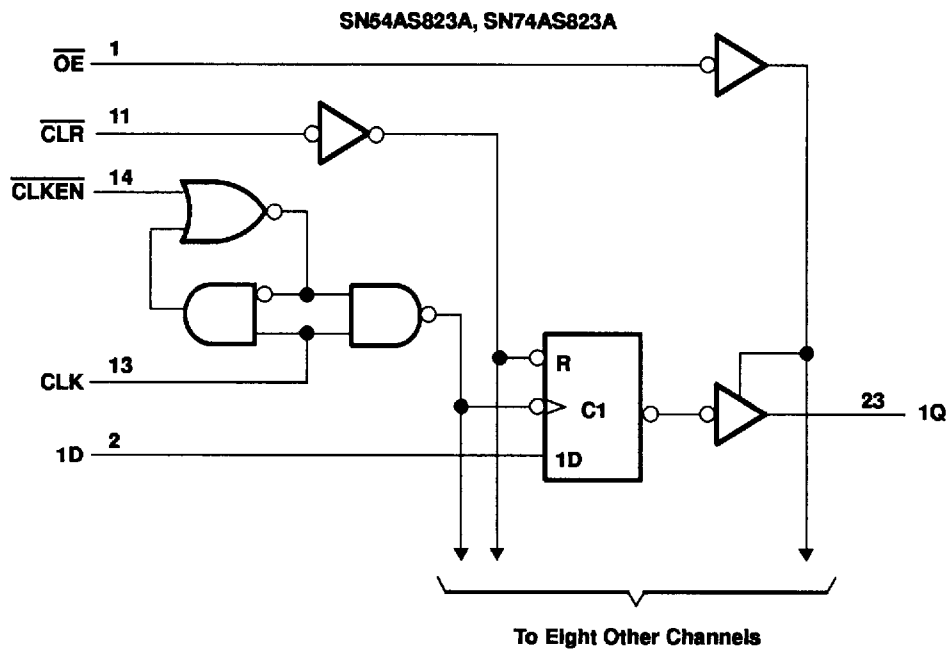 SN54AS823A, SN74AS823A
OE 1
CLR 11
CLKEN 14
CLK 13
1D 2
R
C1
1D
23 1Q
To Eight Other Channels